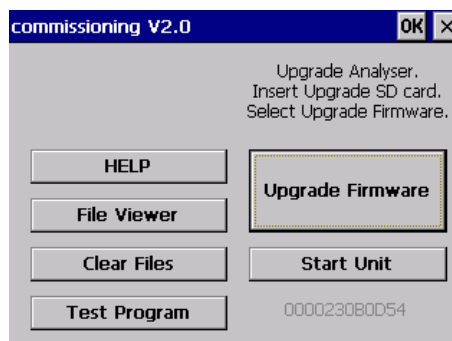 commissioning V2.0 OK ×
Upgrade Analyser.
Insert Upgrade SD card.
Select Upgrade Firmware.
HELP
Upgrade Firmware
File Viewer
Clear Files
Start Unit
Test Program
0000230B0D54